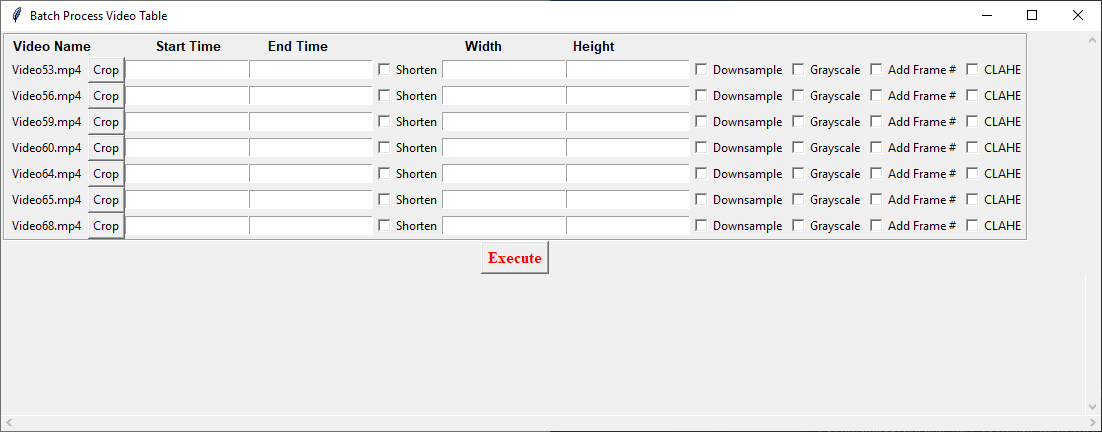 Batch Process Video Table
Video Name Start Time End Time Width Height
Video53.mp4 Crop Shorten Downsample Grayscale Add Frame # CLAHE
Video56.mp4 Crop Shorten Downsample Grayscale Add Frame # CLAHE
Video59.mp4 Crop Shorten Downsample Grayscale Add Frame # CLAHE
Video60.mp4 Crop Shorten Downsample Grayscale Add Frame # CLAHE
Video64.mp4 Crop Shorten Downsample Grayscale Add Frame # CLAHE
Video65.mp4 Crop Shorten Downsample Grayscale Add Frame # CLAHE
Video68.mp4 Crop Shorten Downsample Grayscale Add Frame # CLAHE
Execute